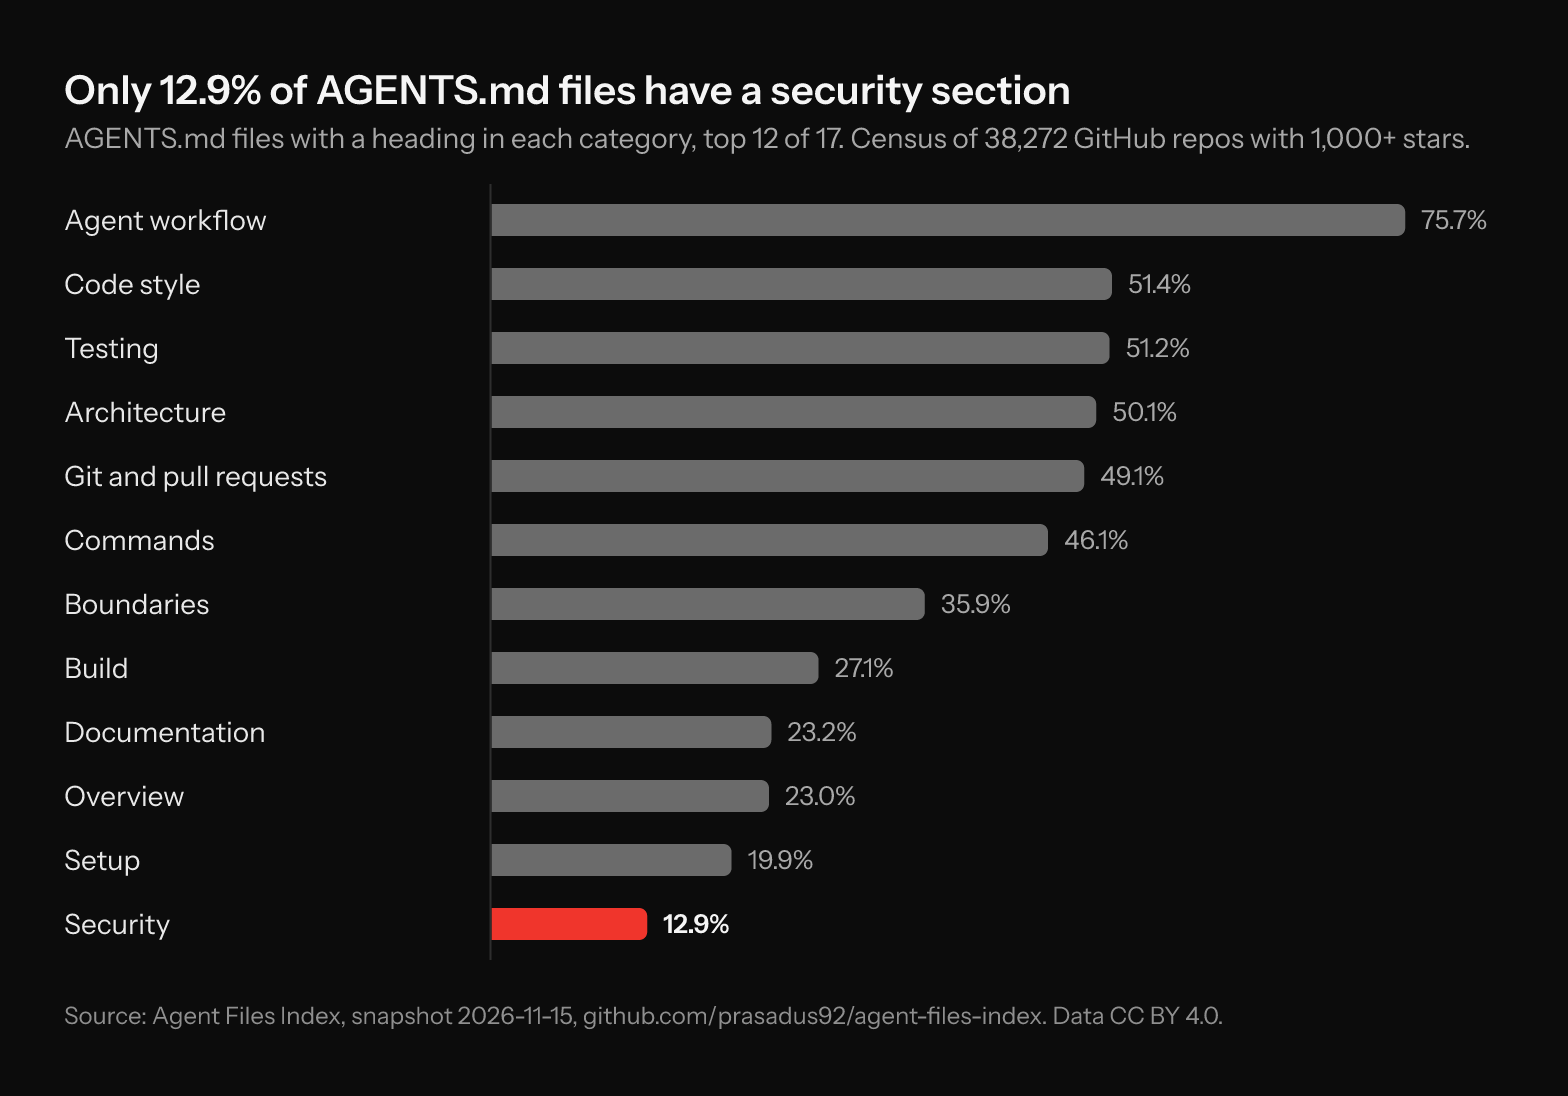 Only 12.9% of AGENTS.md files have a security section
AGENTS.md files with a heading in each category, top 12 of 17. Census of 38,272 GitHub repos with 1,000+ stars.
Agent workflow 75.7%
Code style 51.4%
Testing 51.2%
Architecture 50.1%
Git and pull requests 49.1%
Commands 46.1%
Boundaries 35.9%
Build 27.1%
Documentation 23.2%
Overview 23.0%
Setup 19.9%
Security 12.9%
Source: Agent Files Index, snapshot 2026-11-15, github.com/prasadus92/agent-files-index. Data CC BY 4.0.